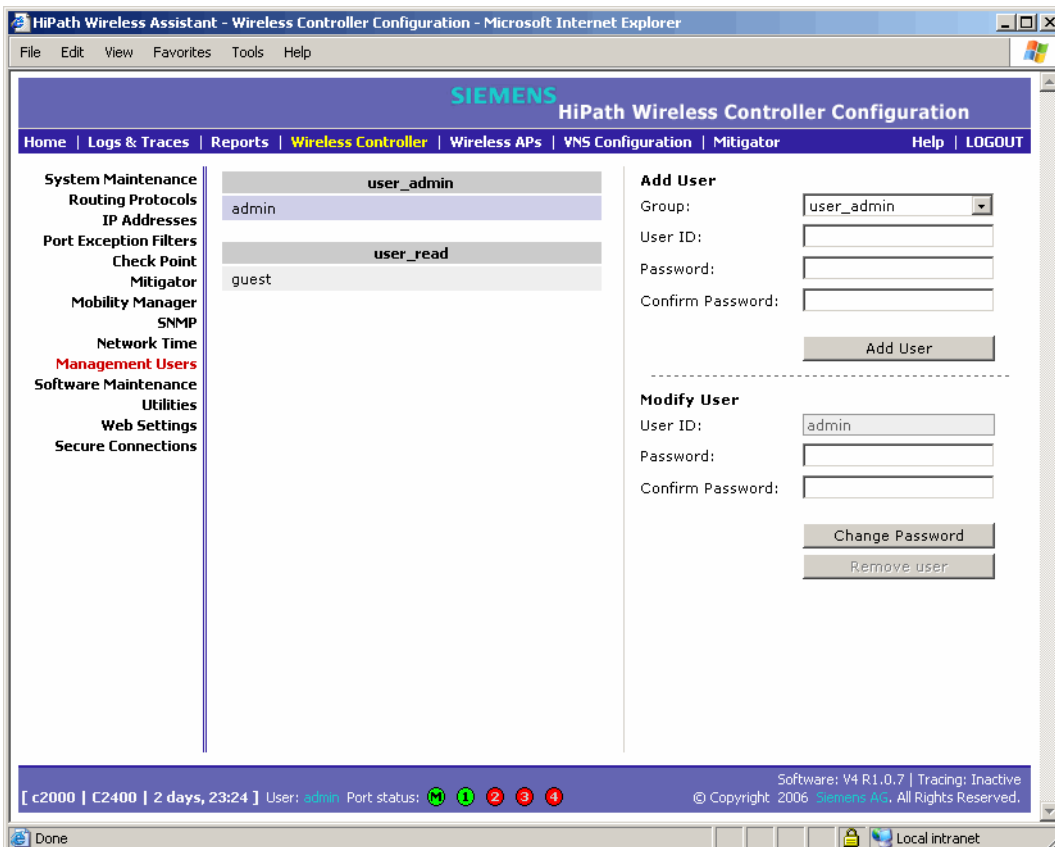 HiPath Wireless Assistant - Wireless Controller Configuration - Microsoft Internet Explorer
File Edit View Favorites Tools Help
SIEMENS
HiPath Wireless Controller Configuration
Home | Logs & Traces | Reports | Wireless Controller | Wireless APs | VNS Configuration | Mitigator Help | LOGOUT
System Maintenance
Routing Protocols
IP Addresses
Port Exception Filters
Check Point
Mitigator
Mobility Manager
SNMP
Network Time
Management Users
Software Maintenance
Utilities
Web Settings
Secure Connections
user_admin
admin
user_read
guest
Add User
Group: user_admin
User ID:
Password:
Confirm Password:
Add User
Modify User
User ID: admin
Password:
Confirm Password:
Change Password
Remove user
Software: V4 R1.0.7 | Tracing: Inactive
[ c2000 | C2400 | 2 days, 23:24 ] User: admin Port status: M 1 2 3 4
© Copyright 2006 Siemens AG. All Rights Reserved.
Done Local intranet